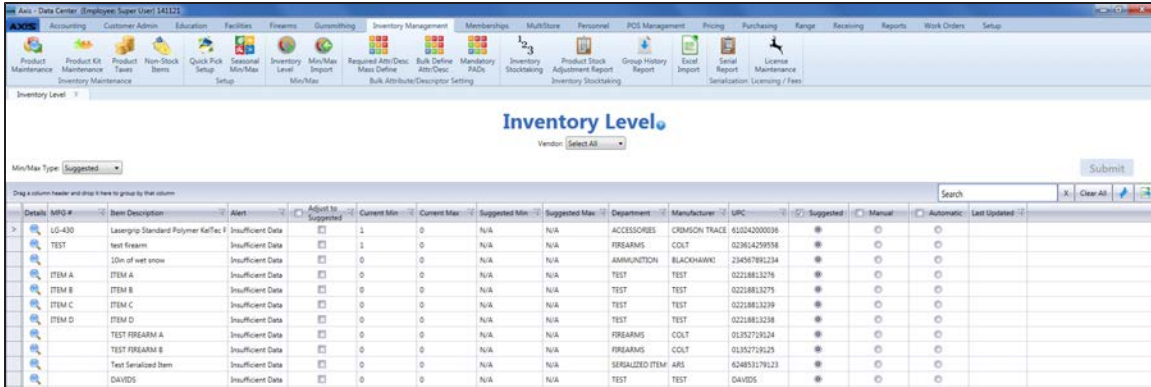 Axis - Data Center (Employee: Super User) 141121
AXIS Accounting Customer Admin Education Facilities Firearms Gunsmithing Inventory Management Memberships MultiStore Personnel POS Management Pricing Purchasing Range Receiving Reports Work Orders Setup
Product Maintenance Product Kit Maintenance Product Taxes Non-Stock Items Quick Pick Setup Seasonal Min/Max Inventory Level Min/Max Import Required Attr/Desc Mass Define Bulk Define Attr/Desc Mandatory PADs Inventory Stocktaking Product Stock Adjustment Report Group History Report Excel Import Serial Report License Maintenance
Inventory Maintenance Setup Min/Max Bulk Attribute/Descriptor Setting Inventory Stocktaking Serialization Licensing / Fees
Inventory Level X
Inventory Level
Vendor: Select All
Min/Max Type: Suggested
Submit
Drag a column header and drop it here to group by that column
Search X Clear All
Details MFG # Item Description Alert Adjust to Suggested Current Min Current Max Suggested Min Suggested Max Department Manufacturer UPC Suggested Manual Automatic Last Updated
LG-430 Lasergrip Standard Polymer KelTec P Insufficient Data 1 0 N/A N/A ACCESSORIES CRIMSON TRACE 610242000036
TEST test firearm Insufficient Data 1 0 N/A N/A FIREARMS COLT 023614259558
10in of wet snow Insufficient Data 0 0 N/A N/A AMMUNITION BLACKHAWK! 234567891234
ITEM A ITEM A Insufficient Data 0 0 N/A N/A TEST TEST 02218813276
ITEM B ITEM B Insufficient Data 0 0 N/A N/A TEST TEST 02218813275
ITEM C ITEM C Insufficient Data 0 0 N/A N/A TEST TEST 02218813239
ITEM D ITEM D Insufficient Data 0 0 N/A N/A TEST TEST 02218813238
TEST FIREARM A Insufficient Data 0 0 N/A N/A FIREARMS COLT 01352719124
TEST FIREARM B Insufficient Data 0 0 N/A N/A FIREARMS COLT 01352719125
Test Serialized Item Insufficient Data 0 0 N/A N/A SERIALIZED ITEM ARS 624853179123
DAVIDS Insufficient Data 0 0 N/A N/A TEST TEST DAVIDS